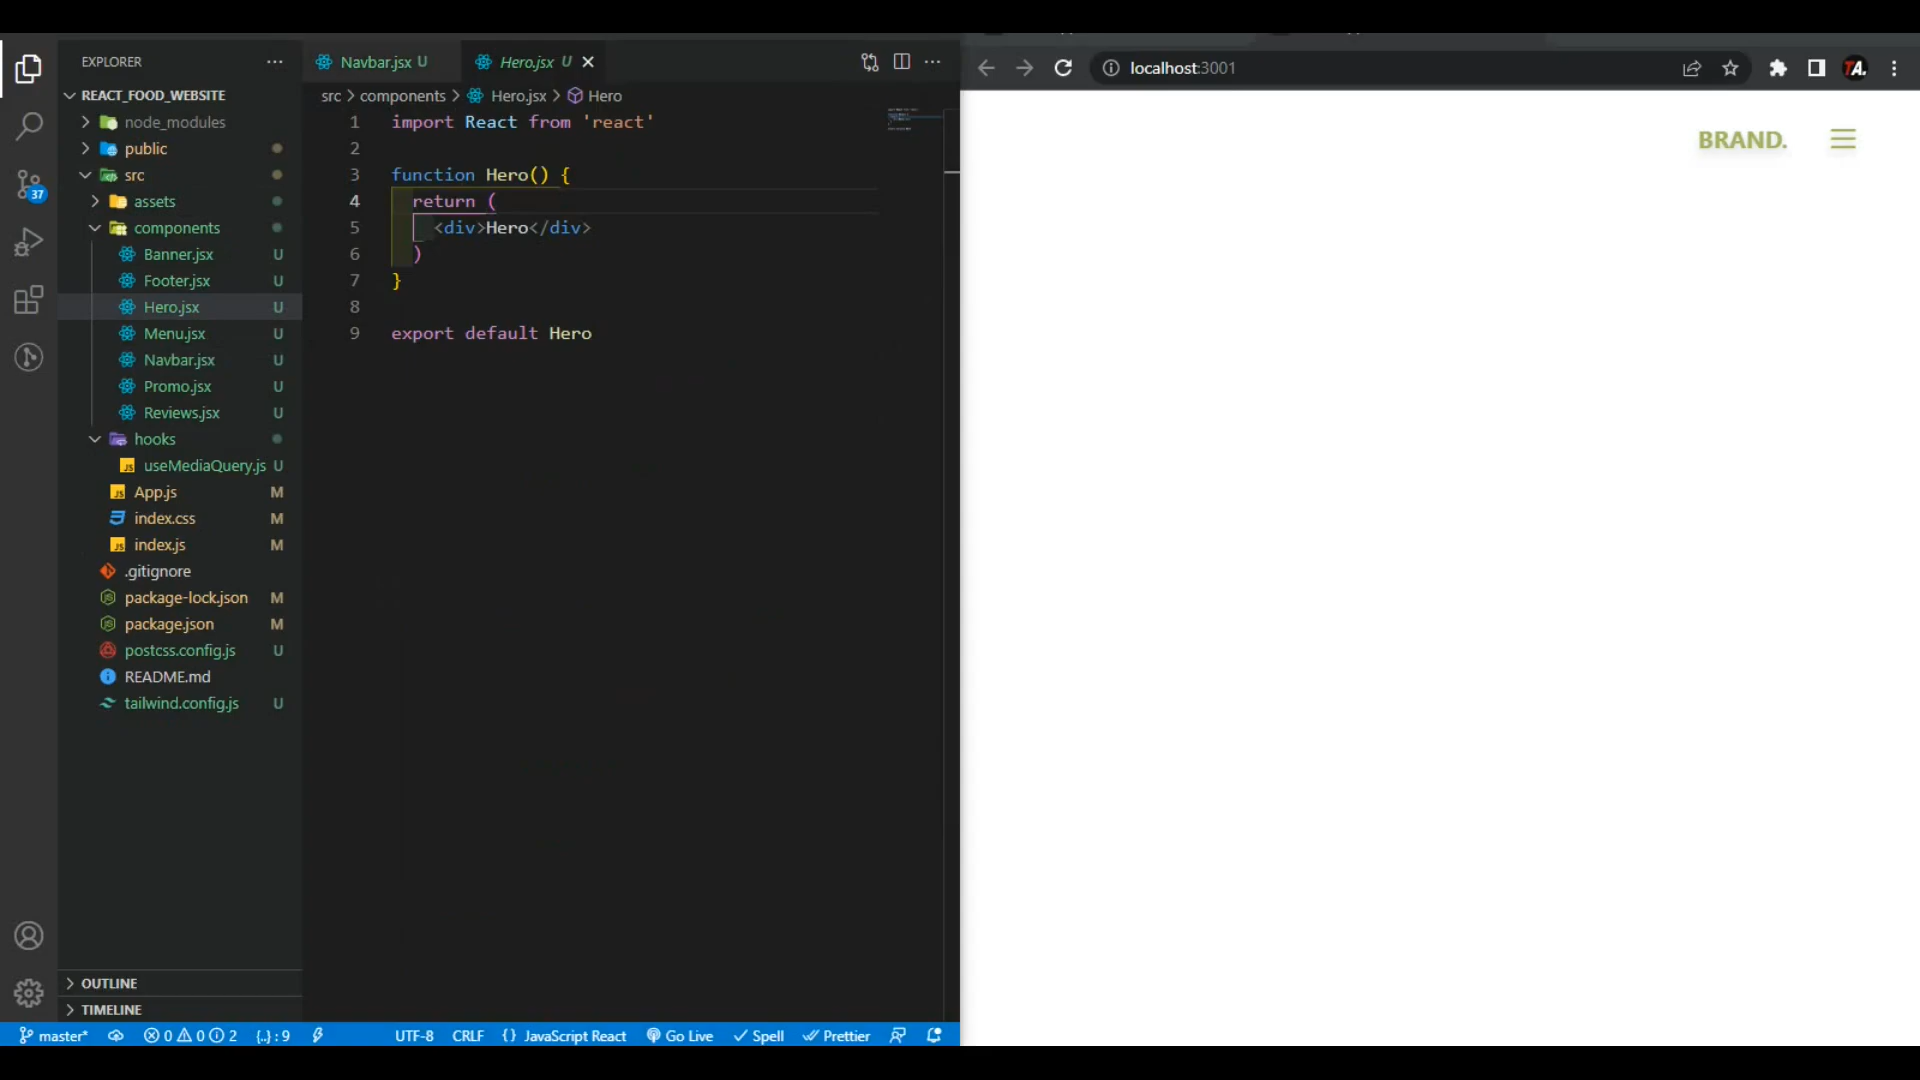 EXPLORER
REACT_FOOD_WEBSITE
node_modules
public
src
assets
components
Banner.jsx U
Footer.jsx U
Hero.jsx U
Menu.jsx U
Navbar.jsx U
Promo.jsx U
Reviews.jsx U
hooks
useMediaQuery.js U
App.js M
index.css M
index.js M
.gitignore
package-lock.json M
package.json M
postcss.config.js U
README.md
tailwind.config.js U
OUTLINE
TIMELINE
37
Navbar.jsx U Hero.jsx U
src > components > Hero.jsx > Hero
1 import React from 'react'
2
3 function Hero() {
4 return (
5 <div>Hero</div>
6 )
7 }
8
9 export default Hero
master* 0 0 2 {..} : 9 UTF-8 CRLF {} JavaScript React Go Live Spell Prettier
localhost:3001
TA.
BRAND.